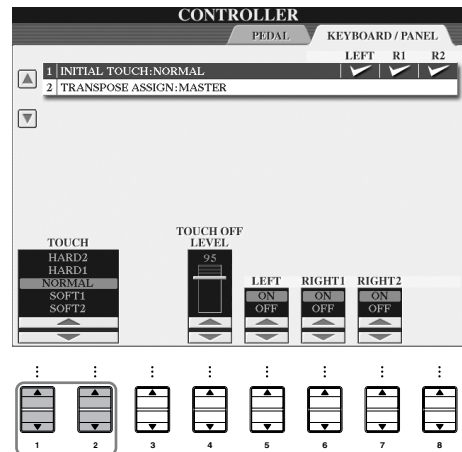 CONTROLLER
PEDAL KEYBOARD / PANEL
LEFT R1 R2
1 INITIAL TOUCH:NORMAL
2 TRANSPOSE ASSIGN:MASTER
TOUCH
HARD2
HARD1
NORMAL
SOFT1
SOFT2
TOUCH OFF
LEVEL
95
LEFT
ON
OFF
RIGHT1
ON
OFF
RIGHT2
ON
OFF
1 2 3 4 5 6 7 8